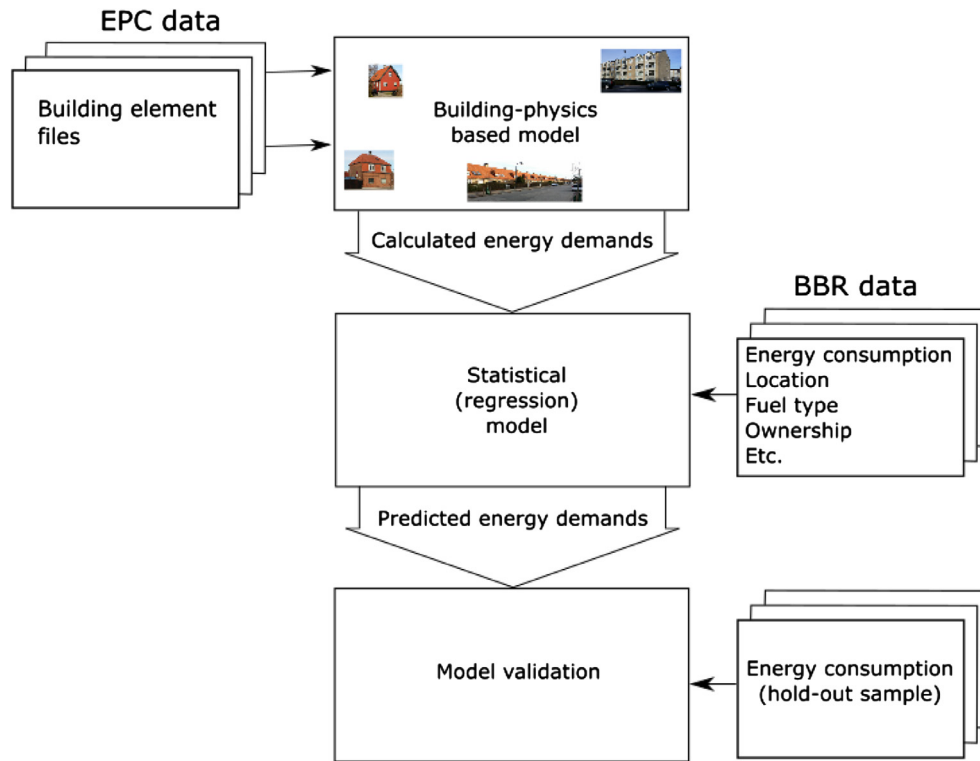 EPC data
Building element
files
Building-physics
based model
Calculated energy demands
BBR data
Energy consumption
Location
Fuel type
Ownership
Etc.
Statistical
(regression)
model
Predicted energy demands
Model validation
Energy consumption
(hold-out sample)